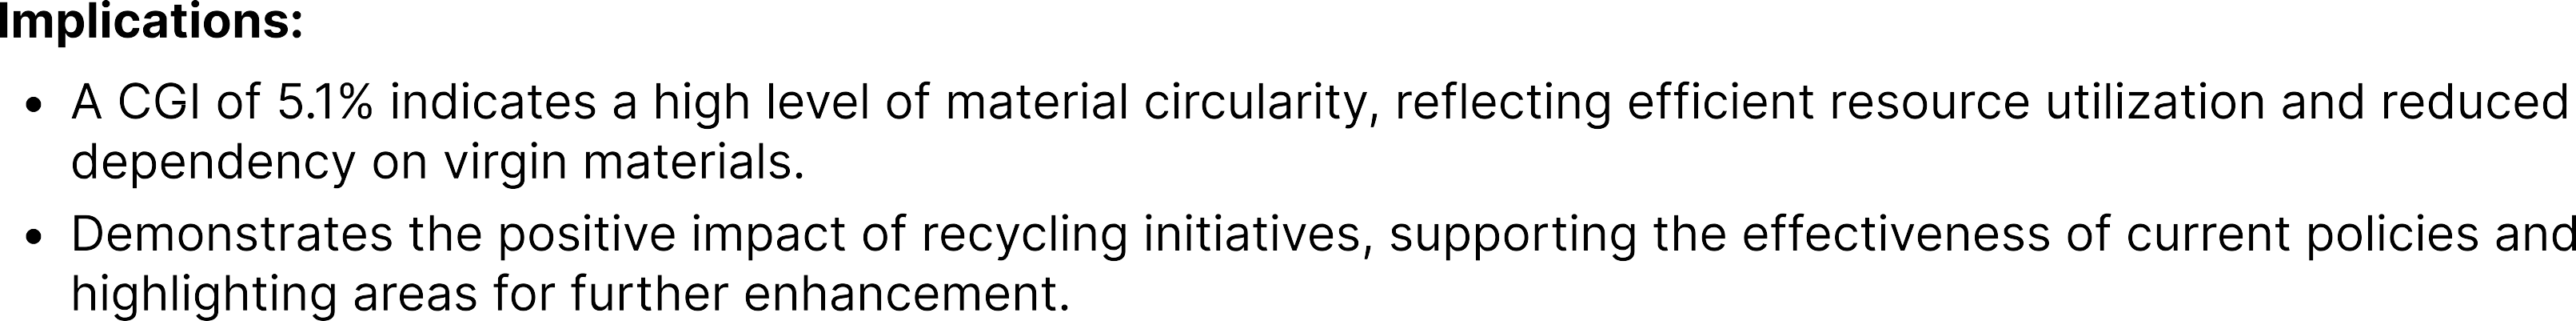 Implications:
• A CGI of 5.1% indicates a high level of material circularity, reflecting efficient resource utilization and reduced
dependency on virgin materials.
• Demonstrates the positive impact of recycling initiatives, supporting the effectiveness of current policies and
highlighting areas for further enhancement.